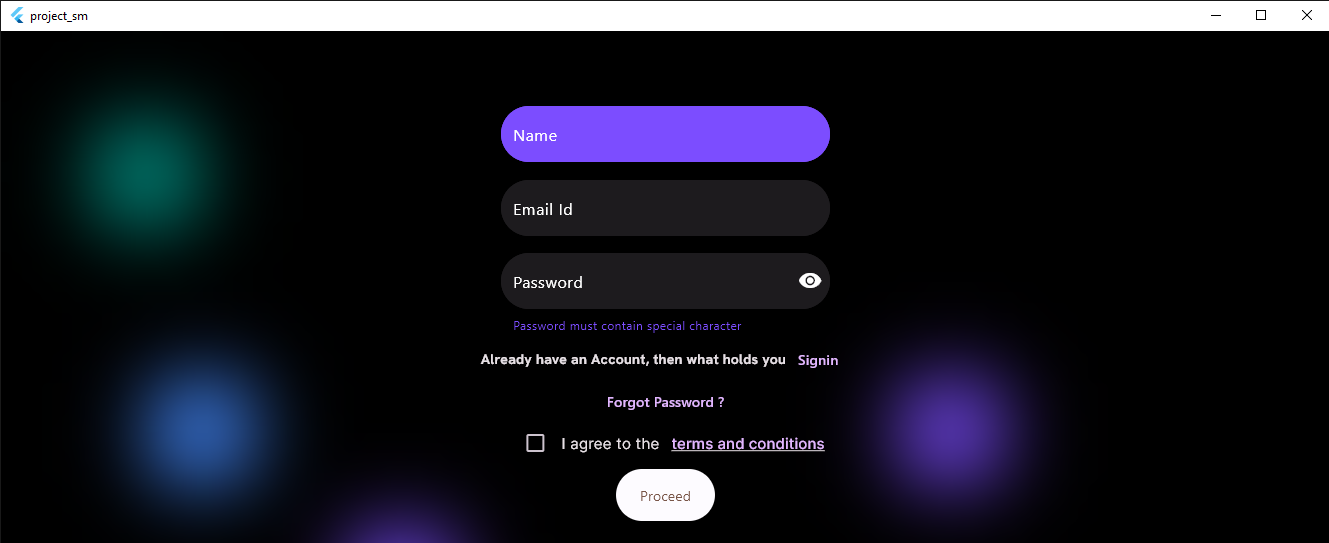 project_sm
Name
Email Id
Password
Password must contain special character
Already have an Account, then what holds you Signin
Forgot Password ?
I agree to the terms and conditions
Proceed